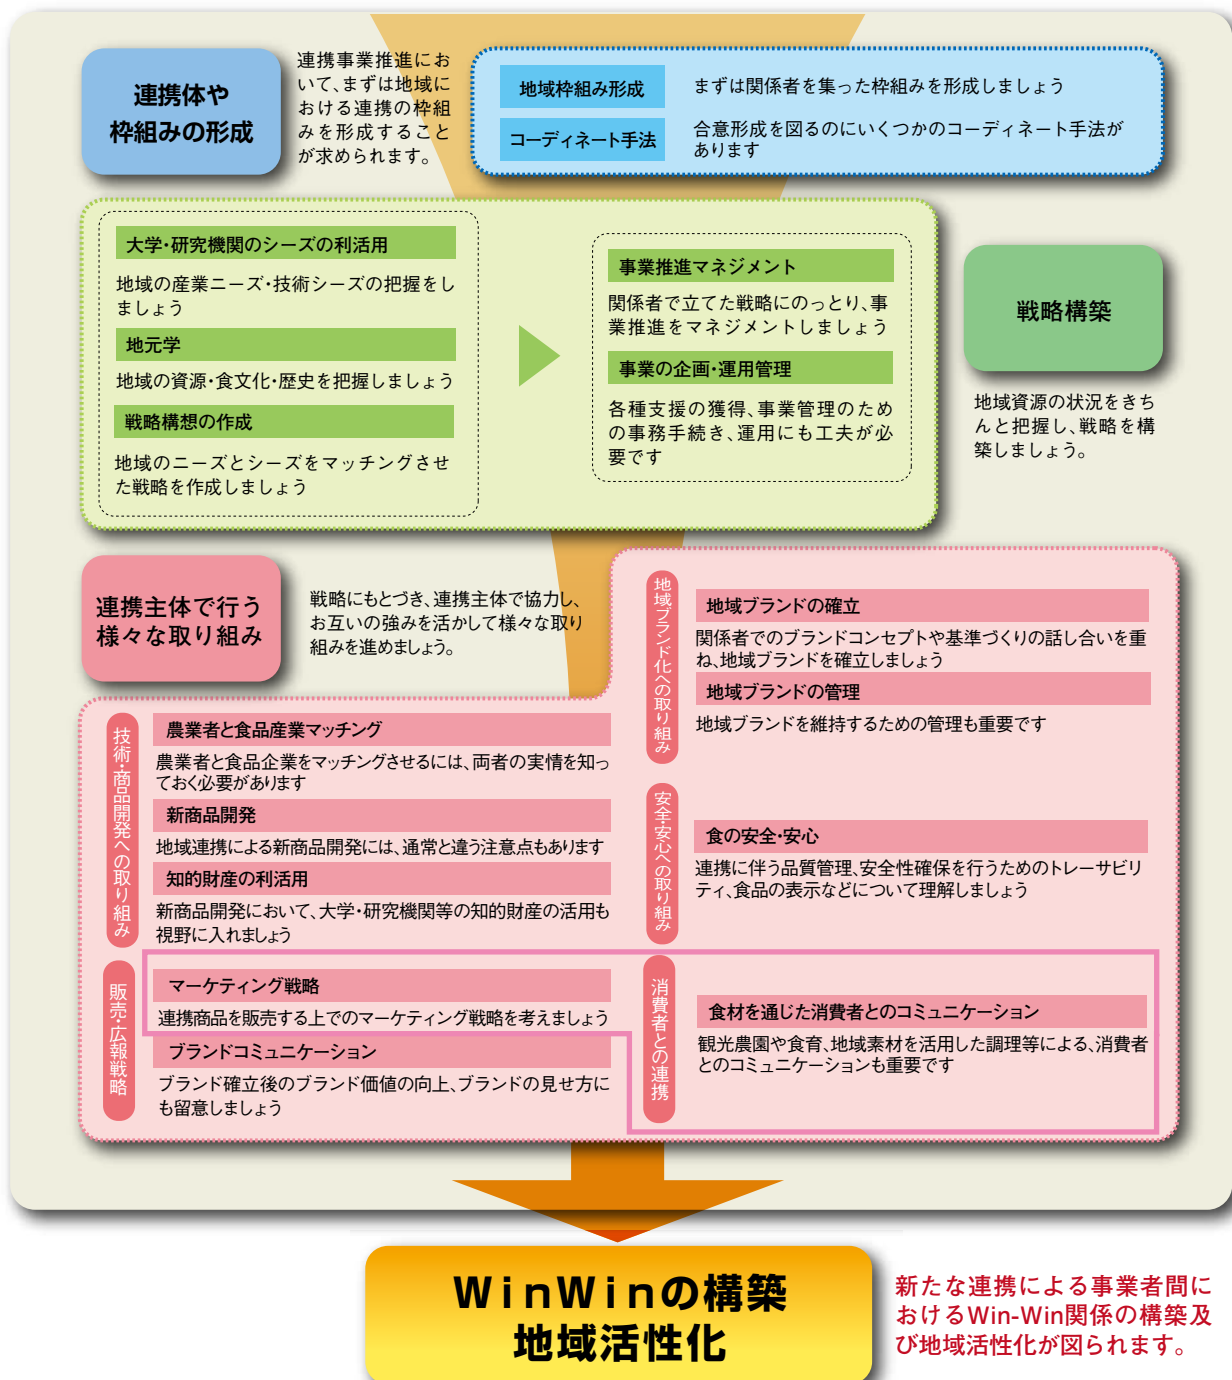 連携体や
枠組みの形成
連携事業推進にお
いて、まずは地域に
おける連携の枠組
みを形成すること
が求められます。
地域枠組み形成
まずは関係者を集った枠組みを形成しましょう
コーディネート手法
合意形成を図るのにいくつかのコーディネート手法が
あります
大学・研究機関のシーズの利活用
地域の産業ニーズ・技術シーズの把握をし
ましょう
地元学
地域の資源・食文化・歴史を把握しましょう
戦略構想の作成
地域のニーズとシーズをマッチングさせ
た戦略を作成しましょう
事業推進マネジメント
関係者で立てた戦略にのっとり、事
業推進をマネジメントしましょう
事業の企画・運用管理
各種支援の獲得、事業管理のため
の事務手続き、運用にも工夫が必
要です
戦略構築
地域資源の状況をきち
んと把握し、戦略を構
築しましょう。
連携主体で行う
様々な取り組み
戦略にもとづき、連携主体で協力し、
お互いの強みを活かして様々な取り
組みを進めましょう。
地域ブランド化への取り組み
地域ブランドの確立
関係者でのブランドコンセプトや基準づくりの話し合いを重
ね、地域ブランドを確立しましょう
地域ブランドの管理
地域ブランドを維持するための管理も重要です
技術・商品開発への取り組み
農業者と食品産業マッチング
農業者と食品企業をマッチングさせるには、両者の実情を知っ
ておく必要があります
新商品開発
地域連携による新商品開発には、通常と違う注意点もあります
知的財産の利活用
新商品開発において、大学・研究機関等の知的財産の活用も
視野に入れましょう
安全・安心への取り組み
食の安全・安心
連携に伴う品質管理、安全性確保を行うためのトレーサビリ
ティ、食品の表示などについて理解しましょう
販売・広報戦略
マーケティング戦略
連携商品を販売する上でのマーケティング戦略を考えましょう
ブランドコミュニケーション
ブランド確立後のブランド価値の向上、ブランドの見せ方に
も留意しましょう
消費者との連携
食材を通じた消費者とのコミュニケーション
観光農園や食育、地域素材を活用した調理等による、消費者
とのコミュニケーションも重要です
WinWinの構築
地域活性化
新たな連携による事業者間に
おけるWin-Win関係の構築及
び地域活性化が図られます。